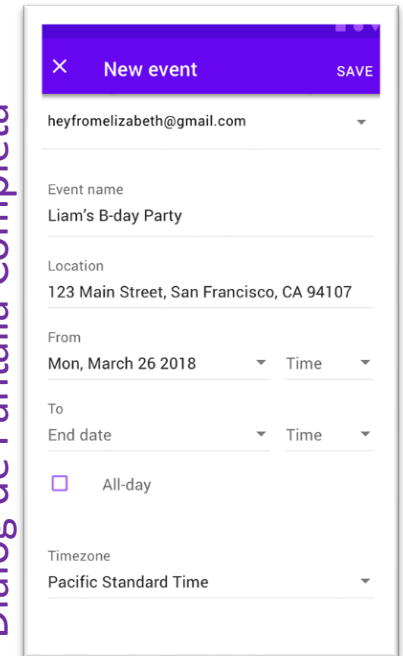 Dialog de Pantalla Completa
New event
SAVE
heyfromelizabeth@gmail.com
Event name
Liam's B-day Party
Location
123 Main Street, San Francisco, CA 94107
From
Mon, March 26 2018
Time
To
End date
Time
All-day
Timezone
Pacific Standard Time